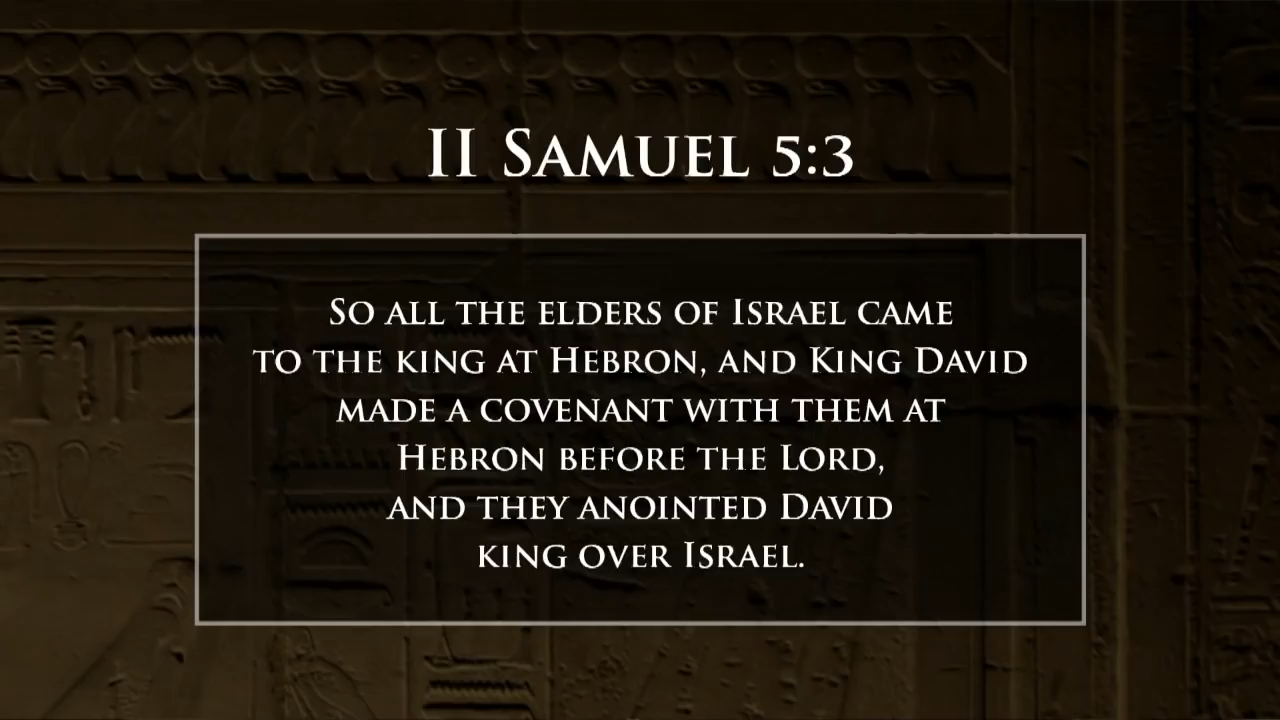 II Samuel 5:3
So all the elders of Israel came
to the king at Hebron, and King David
made a covenant with them at
Hebron before the Lord,
and they anointed David
king over Israel.